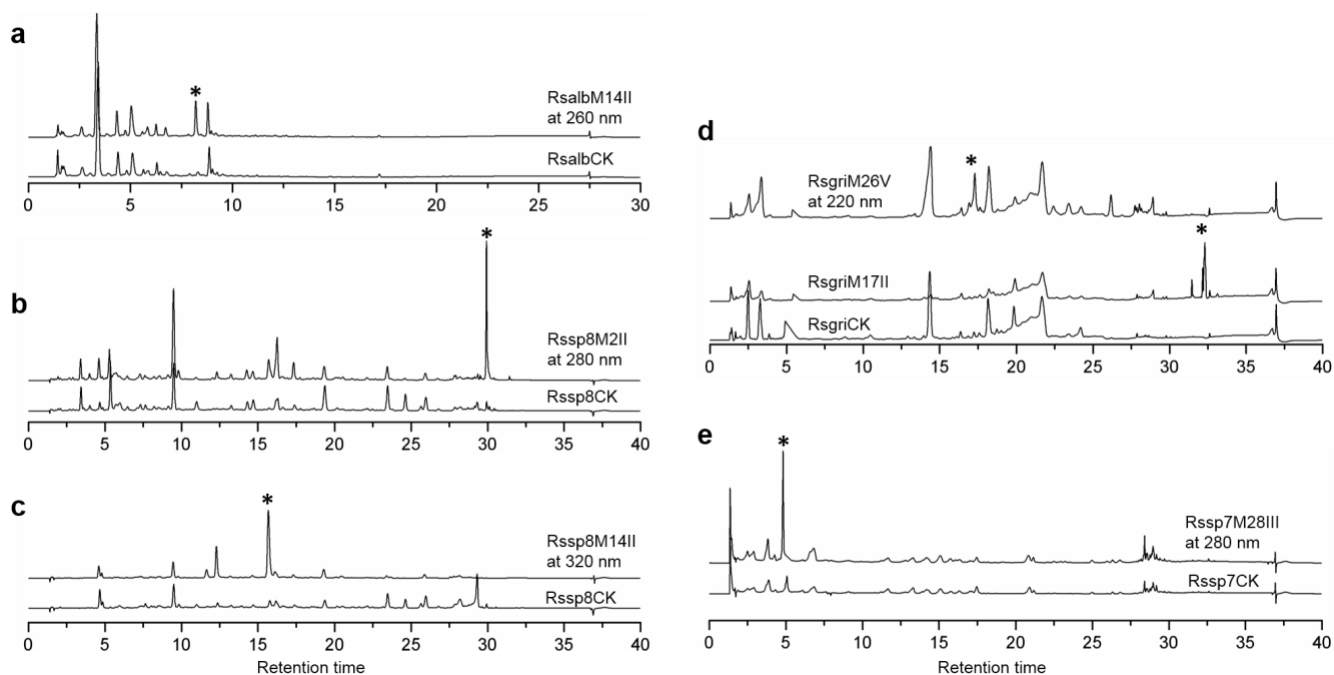 a
*
RsalbM14II
at 260 nm
RsalbCK
0 5 10 15 20 25 30
b
*
Rssp8M2II
at 280 nm
Rssp8CK
0 5 10 15 20 25 30 35 40
c
*
Rssp8M14II
at 320 nm
Rssp8CK
0 5 10 15 20 25 30 35 40
Retention time
d
*
RsgriM26V
at 220 nm
*
RsgriM17II
RsgriCK
0 5 10 15 20 25 30 35 40
e
*
Rssp7M28III
at 280 nm
Rssp7CK
0 5 10 15 20 25 30 35 40
Retention time